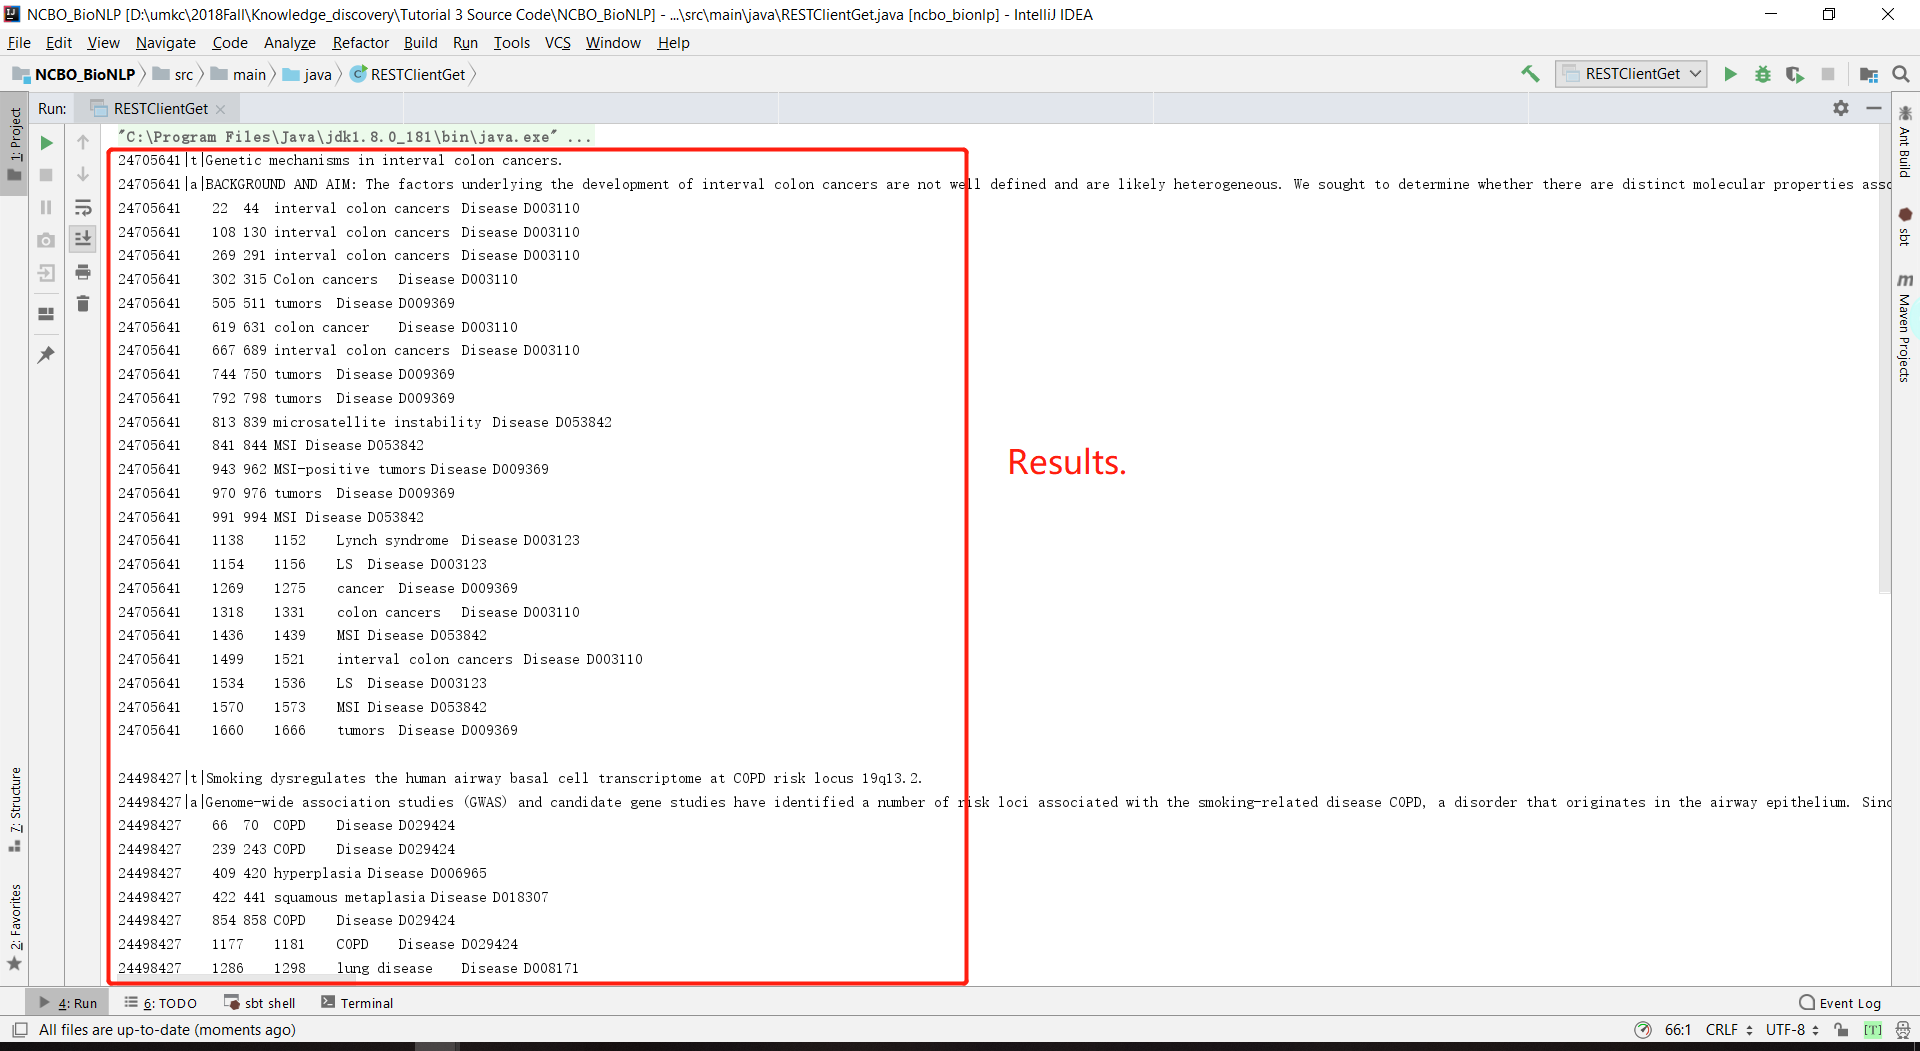 NCBO_BioNLP [D:\umkc\2018Fall\Knowledge_discovery\Tutorial 3 Source Code\NCBO_BioNLP] - ...\src\main\java\RESTClientGet.java [ncbo_bionlp] - IntelliJ IDEA
File Edit View Navigate Code Analyze Refactor Build Run Tools VCS Window Help
NCBO_BioNLP src main java RESTClientGet RESTClientGet
Run: RESTClientGet
1: Project
"C:\Program Files\Java\jdk1.8.0_181\bin\java.exe" ...
24705641|t|Genetic mechanisms in interval colon cancers.
24705641|a|BACKGROUND AND AIM: The factors underlying the development of interval colon cancers are not well defined and are likely heterogeneous. We sought to determine whether there are distinct molecular properties asso
24705641 22 44 interval colon cancers Disease D003110
24705641 108 130 interval colon cancers Disease D003110
24705641 269 291 interval colon cancers Disease D003110
24705641 302 315 Colon cancers Disease D003110
24705641 505 511 tumors Disease D009369
24705641 619 631 colon cancer Disease D003110
24705641 667 689 interval colon cancers Disease D003110
24705641 744 750 tumors Disease D009369
24705641 792 798 tumors Disease D009369
24705641 813 839 microsatellite instability Disease D053842
24705641 841 844 MSI Disease D053842
24705641 943 962 MSI-positive tumors Disease D009369
24705641 970 976 tumors Disease D009369
24705641 991 994 MSI Disease D053842
24705641 1138 1152 Lynch syndrome Disease D003123
24705641 1154 1156 LS Disease D003123
24705641 1269 1275 cancer Disease D009369
24705641 1318 1331 colon cancers Disease D003110
24705641 1436 1439 MSI Disease D053842
24705641 1499 1521 interval colon cancers Disease D003110
24705641 1534 1536 LS Disease D003123
24705641 1570 1573 MSI Disease D053842
24705641 1660 1666 tumors Disease D009369
24498427|t|Smoking dysregulates the human airway basal cell transcriptome at COPD risk locus 19q13.2.
24498427|a|Genome-wide association studies (GWAS) and candidate gene studies have identified a number of risk loci associated with the smoking-related disease COPD, a disorder that originates in the airway epithelium. Sinc
24498427 66 70 COPD Disease D029424
24498427 239 243 COPD Disease D029424
24498427 409 420 hyperplasia Disease D006965
24498427 422 441 squamous metaplasia Disease D018307
24498427 854 858 COPD Disease D029424
24498427 1177 1181 COPD Disease D029424
24498427 1286 1298 lung disease Disease D008171
Results.
Ant Build
sbt
m
Maven Projects
7: Structure
2: Favorites
4: Run 6: TODO sbt shell Terminal Event Log
All files are up-to-date (moments ago) 66:1 CRLF UTF-8 [T]